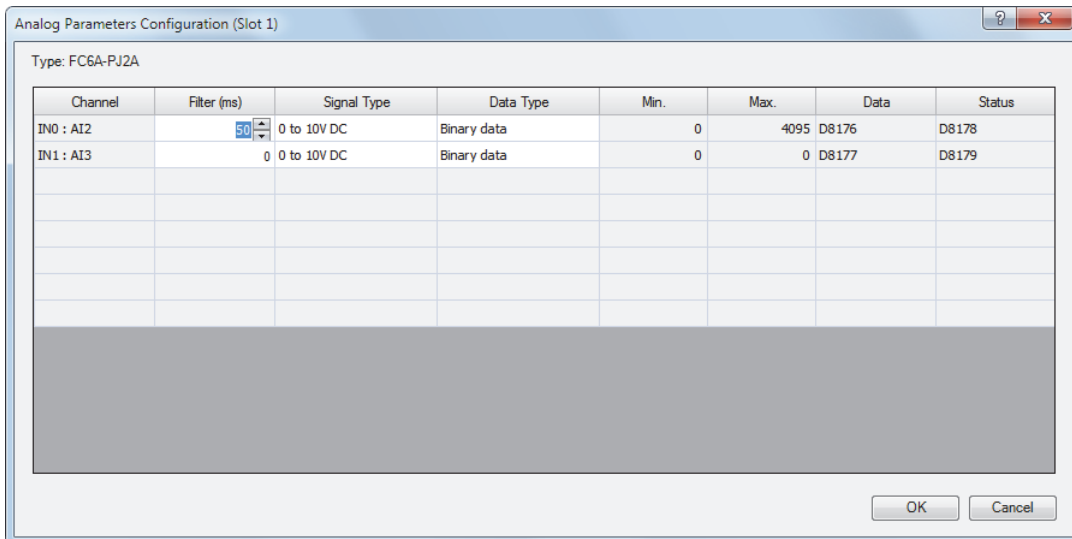 Analog Parameters Configuration (Slot 1)
? X
Type: FC6A-PJ2A
Channel Filter (ms) Signal Type Data Type Min. Max. Data Status
IN0 : AI2 50 0 to 10V DC Binary data 0 4095 D8176 D8178
IN1 : AI3 0 0 to 10V DC Binary data 0 0 D8177 D8179
OK Cancel